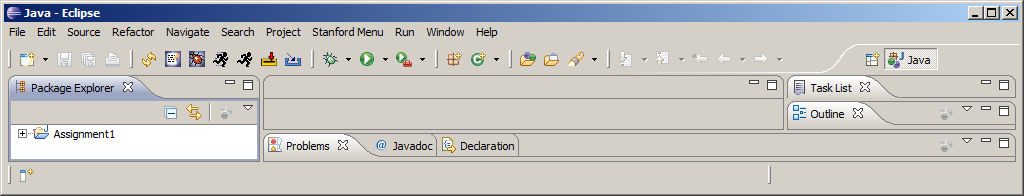 Java - Eclipse
File Edit Source Refactor Navigate Search Project Stanford Menu Run Window Help
Java
Package Explorer Task List
Outline
Assignment1
Problems Javadoc Declaration